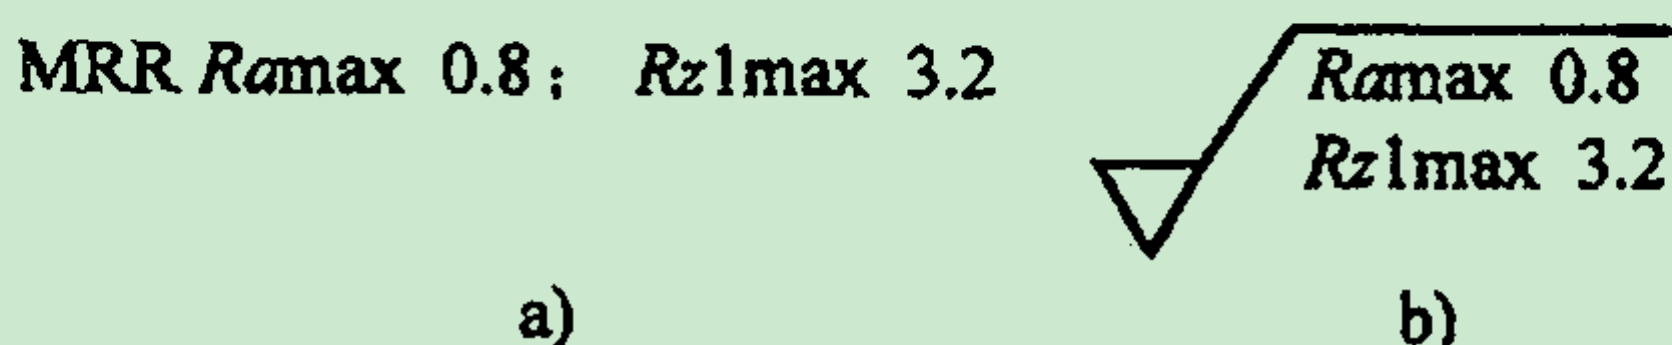 MRR Ramax 0.8； Rz1max 3.2
Ramax 0.8
Rz1max 3.2
a)
b)